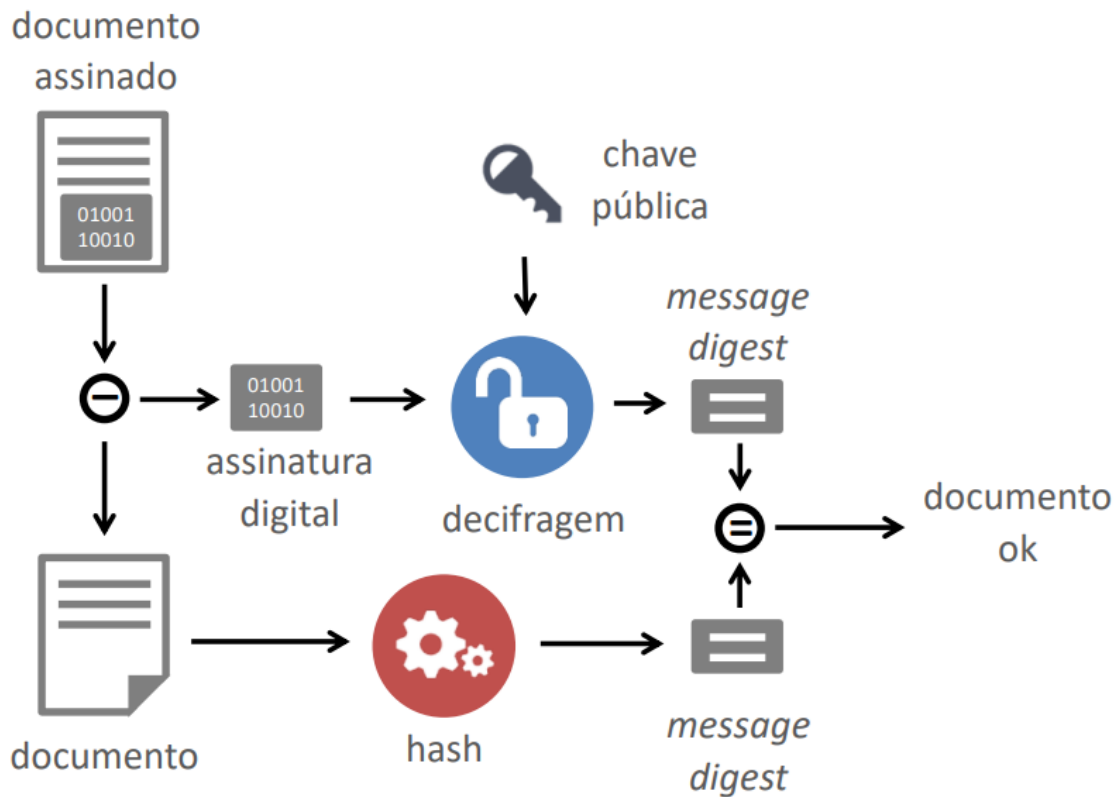 documento
assinado
01001
10010
chave
pública
message
digest
01001
10010
assinatura
digital
decifragem
documento
ok
documento
hash
message
digest